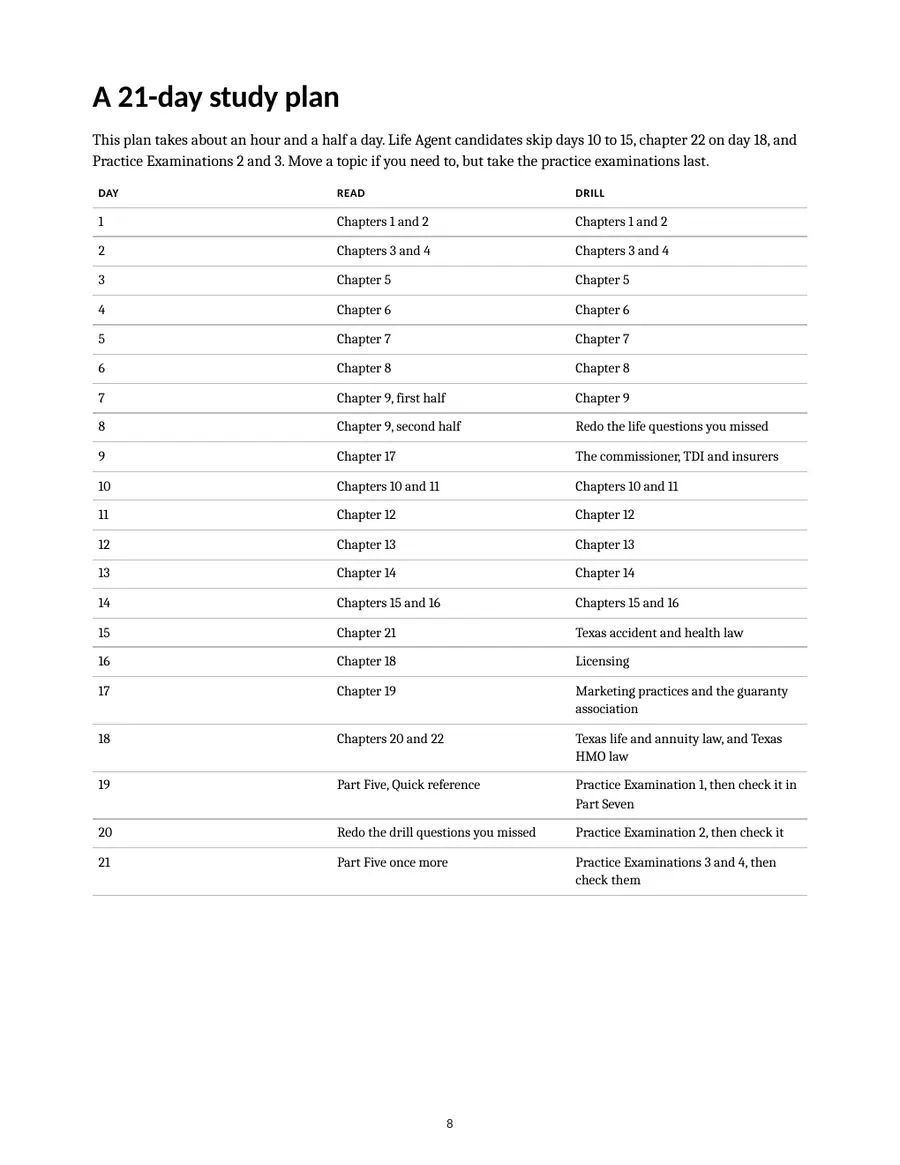 A 21-day study plan
This plan takes about an hour and a half a day. Life Agent candidates skip days 10 to 15, chapter 22 on day 18, and
Practice Examinations 2 and 3. Move a topic if you need to, but take the practice examinations last.
DAY READ DRILL
1 Chapters 1 and 2 Chapters 1 and 2
2 Chapters 3 and 4 Chapters 3 and 4
3 Chapter 5 Chapter 5
4 Chapter 6 Chapter 6
5 Chapter 7 Chapter 7
6 Chapter 8 Chapter 8
7 Chapter 9, first half Chapter 9
8 Chapter 9, second half Redo the life questions you missed
9 Chapter 17 The commissioner, TDI and insurers
10 Chapters 10 and 11 Chapters 10 and 11
11 Chapter 12 Chapter 12
12 Chapter 13 Chapter 13
13 Chapter 14 Chapter 14
14 Chapters 15 and 16 Chapters 15 and 16
15 Chapter 21 Texas accident and health law
16 Chapter 18 Licensing
17 Chapter 19 Marketing practices and the guaranty
association
18 Chapters 20 and 22 Texas life and annuity law, and Texas
HMO law
19 Part Five, Quick reference Practice Examination 1, then check it in
Part Seven
20 Redo the drill questions you missed Practice Examination 2, then check it
21 Part Five once more Practice Examinations 3 and 4, then
check them
8